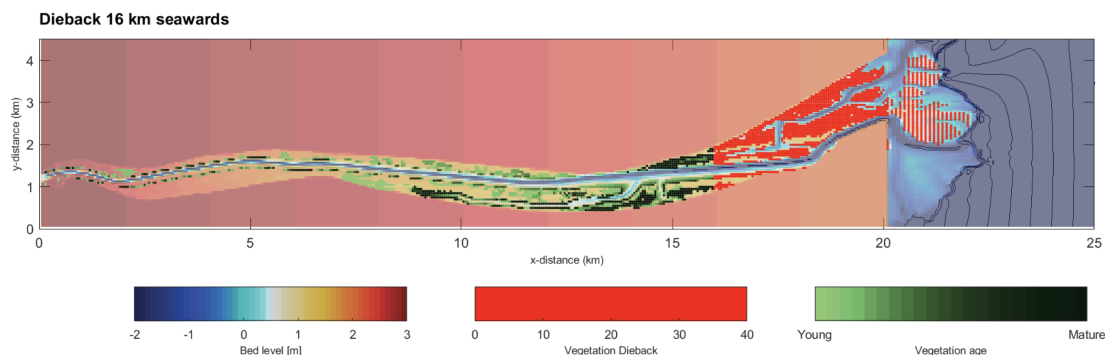 Dieback 16 km seawards
4
3
2
1
0
y-distance (km)
0 5 10 15 20 25
x-distance (km)
-2 -1 0 1 2 3
Bed level [m]
0 10 20 30 40
Vegetation Dieback
Young Mature
Vegetation age